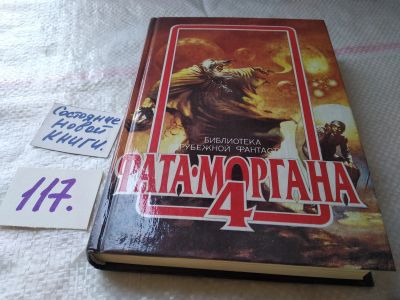 Состояние
Новой
Книги.
117.
БИБЛИОТЕКА
ЗАРУБЕЖНОЙ ФАНТАСТ
ФАТА-МОРГАНА
4